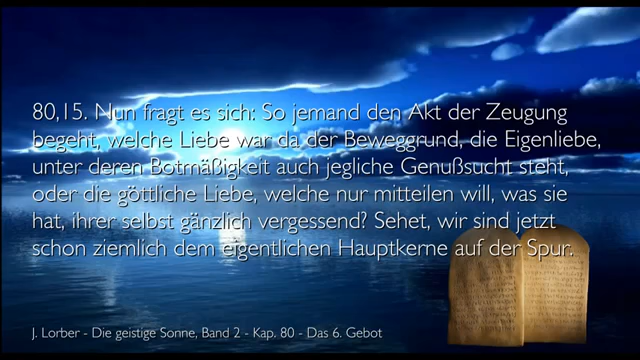 80,15. Nun fragt es sich: So jemand den Akt der Zeugung
begeht, welche Liebe war da der Beweggrund, die Eigenliebe,
unter deren Botmäßigkeit auch jegliche Genußsucht steht,
oder die göttliche Liebe, welche nur mitteilen will, was sie
hat, ihrer selbst gänzlich vergessend? Sehet, wir sind jetzt
schon ziemlich dem eigentlichen Hauptkerne auf der Spur.
J. Lorber - Die geistige Sonne, Band 2 - Kap. 80 - Das 6. Gebot